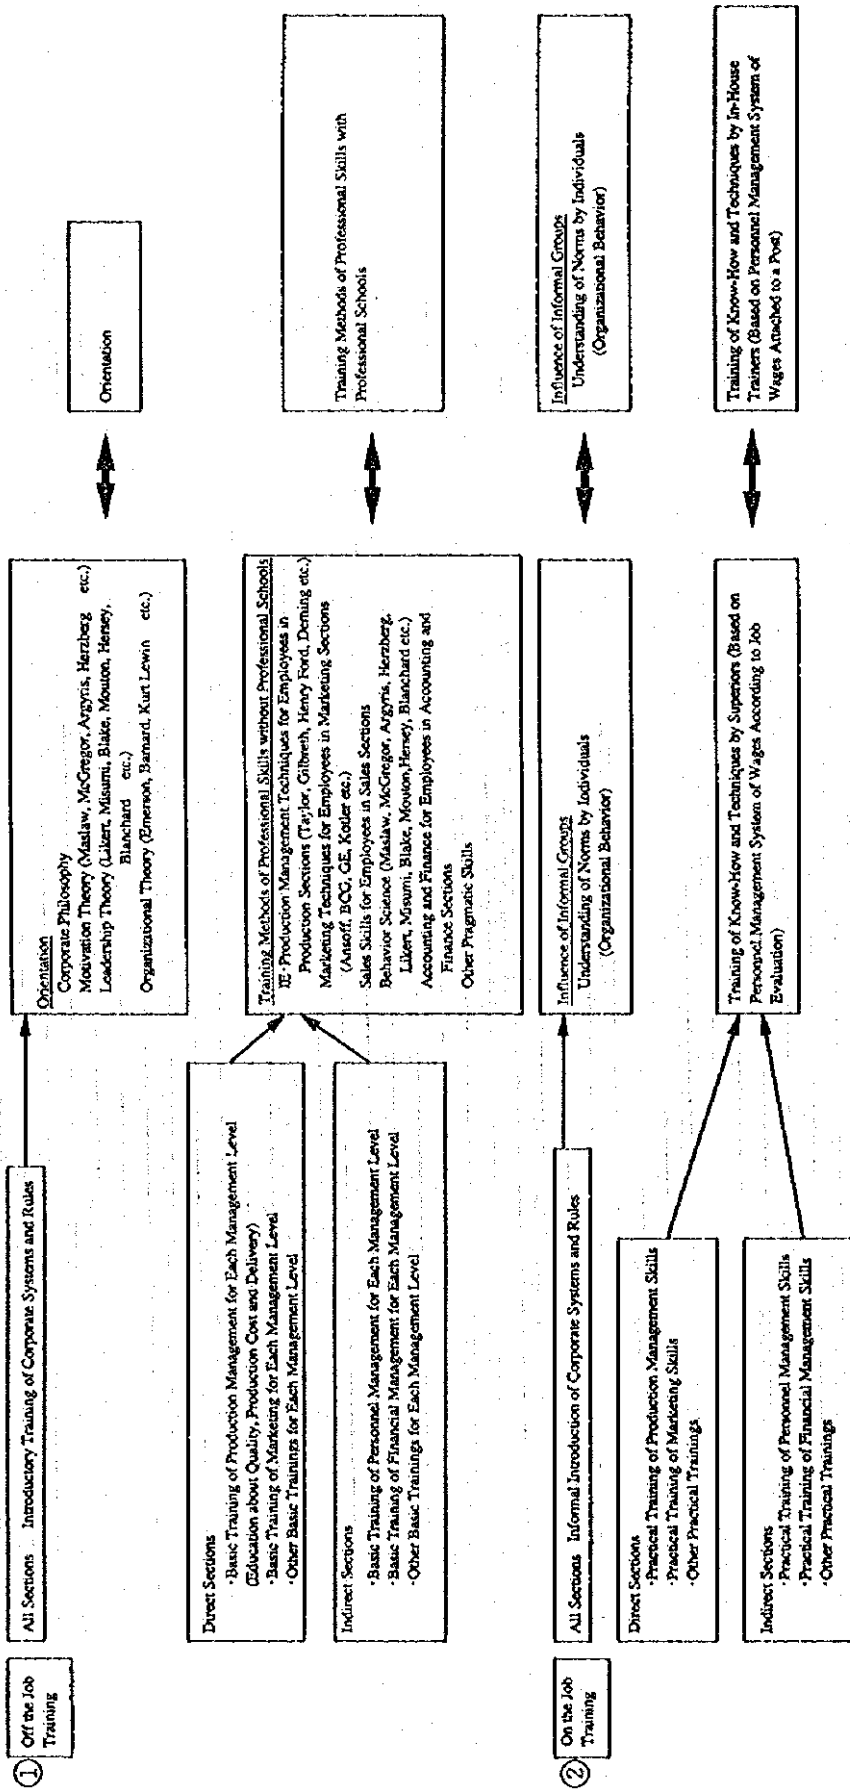 ①
Off the Job
Training
All Sections    Introductory Training of Corporate Systems and Rules
Orientation
Corporate Philosophy
Motivation Theory (Maslaw, McGregor, Argyris, Herzberg    etc.)
Leadership Theory (Likert, Misumi, Blake, Mouton, Hersey,
Blanchard    etc.)
Organizational Theory (Emerson, Barnard, Kurt Lewin    etc.)
Orientation
Direct Sections
・Basic Training of Production Management for Each Management Level
(Education about Quality, Production Cost and Delivery)
・Basic Training of Marketing for Each Management Level
・Other Basic Trainings for Each Management Level
Indirect Sections
・Basic Training of Personnel Management for Each Management Level
・Basic Training of Financial Management for Each Management Level
・Other Basic Trainings for Each Management Level
Training Methods of Professional Skills without Professional Schools
IE・Production Management Techniques for Employees in
Production Sections (Taylor, Gilbreth, Henry Ford, Deming etc.)
Marketing Techniques for Employees in Marketing Sections
(Ansoff, BCG, GE, Kotler etc.)
Sales Skills for Employees in Sales Sections
Behavior Science (Maslaw, McGregor, Argyris, Herzberg,
Likert, Misumi, Blake, Mouton, Hersey, Blanchard etc.)
Accounting and Finance for Employees in Accounting and
Finance Sections
Other Pragmatic Skills
Training Methods of Professional Skills with
Professional Schools
②
On the Job
Training
All Sections    Informal Introduction of Corporate Systems and Rules
Influence of Informal Groups
Understanding of Norms by Individuals
(Organizational Behavior)
Influence of Informal Groups
Understanding of Norms by Individuals
(Organizational Behavior)
Direct Sections
・Practical Training of Production Management Skills
・Practical Training of Marketing Skills
・Other Practical Trainings
Indirect Sections
・Practical Training of Personnel Management Skills
・Practical Training of Financial Management Skills
・Other Practical Trainings
Training of Know-How and Techniques by Superiors (Based on
Personnel Management System of Wages According to Job
Evaluation)
Training of Know-How and Techniques by In-House
Trainers (Based on Personnel Management System of
Wages Attached to a Post)